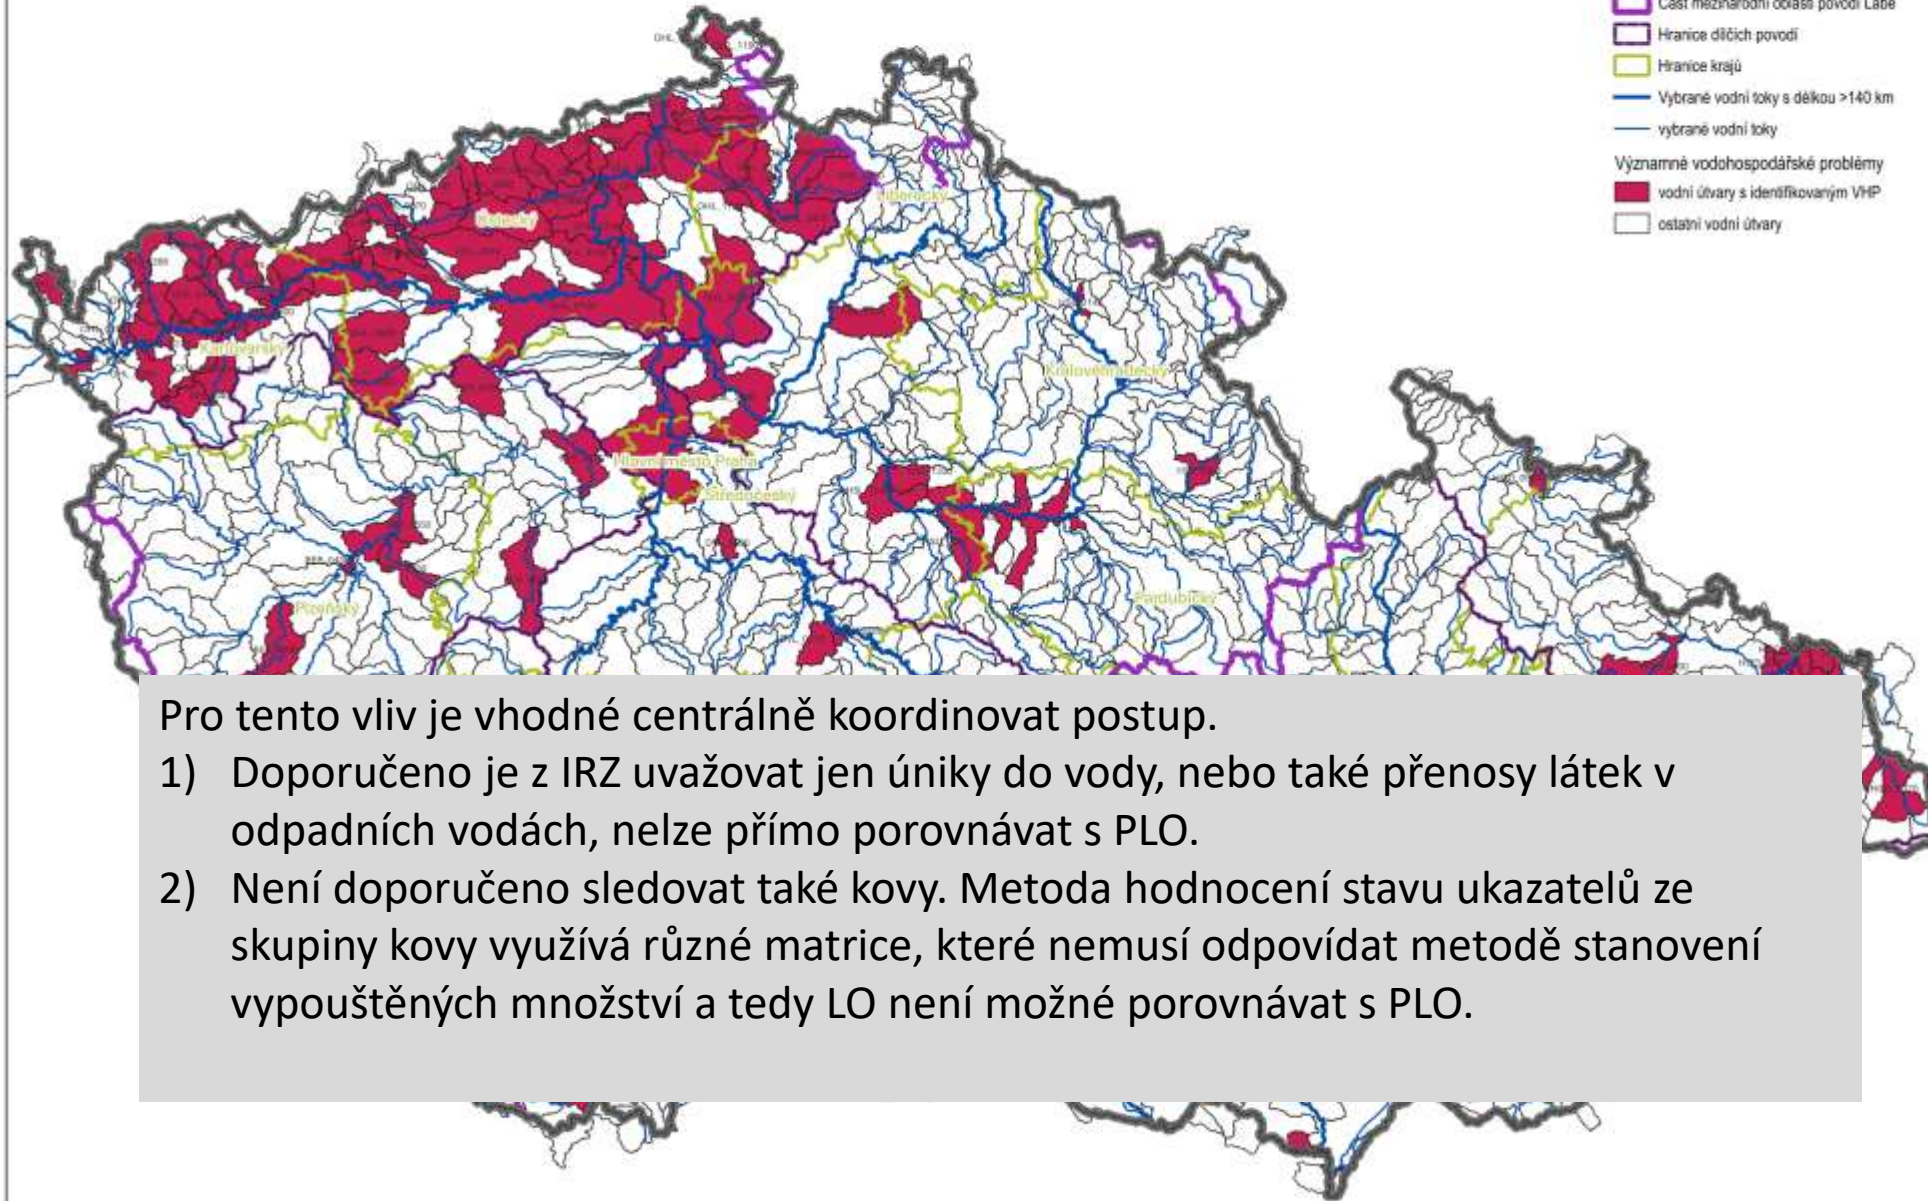 Část mezinárodní oblasti povodí Labe
Hranice dílčích povodí
Hranice krajů
Vybrané vodní toky s délkou >140 km
vybrané vodní toky
Významné vodohospodářské problémy
vodní útvary s identifikovaným VHP
ostatní vodní útvary
Ústecký
Liberecký
Karlovarský
Královéhradecký
Hlavní město Praha
Středočeský
Plzeňský
Pardubický
Pro tento vliv je vhodné centrálně koordinovat postup.
1) Doporučeno je z IRZ uvažovat jen úniky do vody, nebo také přenosy látek v
odpadních vodách, nelze přímo porovnávat s PLO.
2) Není doporučeno sledovat také kovy. Metoda hodnocení stavu ukazatelů ze
skupiny kovy využívá různé matrice, které nemusí odpovídat metodě stanovení
vypouštěných množství a tedy LO není možné porovnávat s PLO.